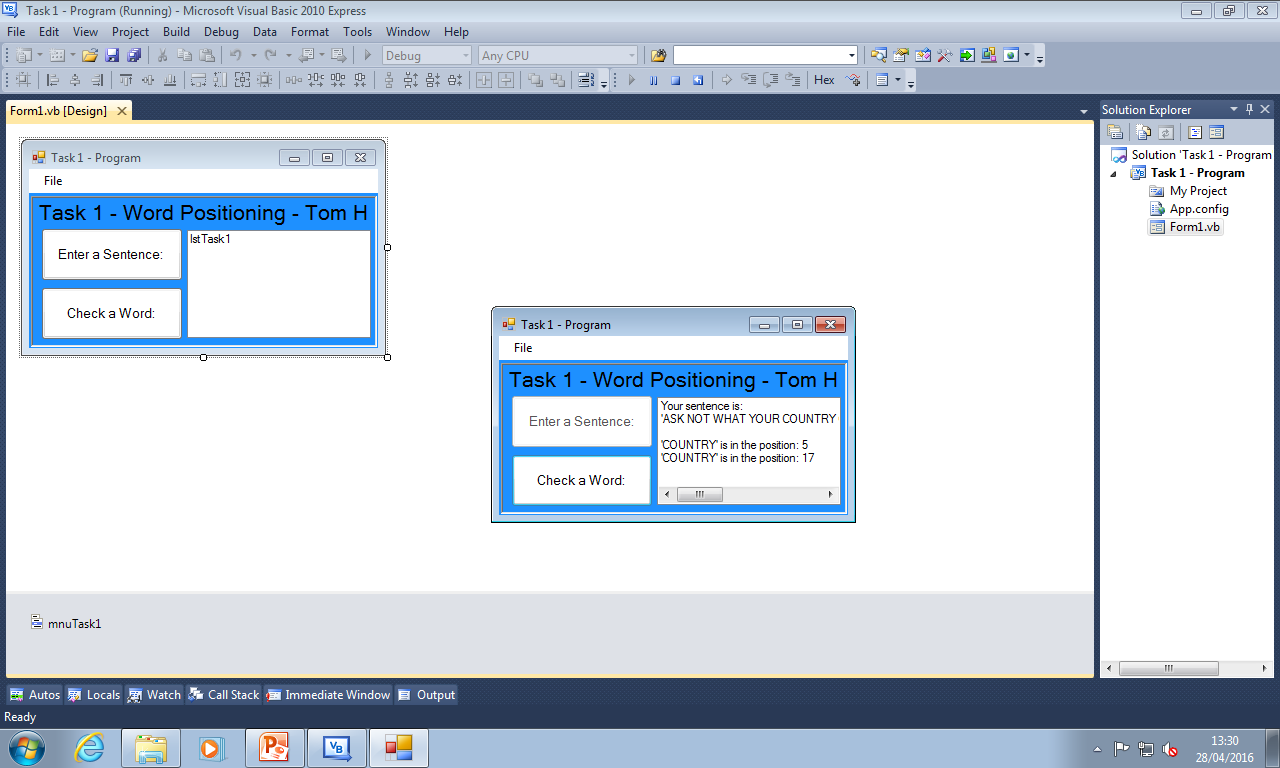 Task 1 - Program (Running) - Microsoft Visual Basic 2010 Express
File Edit View Project Build Debug Data Format Tools Window Help
Debug Any CPU
Hex
Form1.vb [Design]
Task 1 - Program
File
Task 1 - Word Positioning - Tom H
Enter a Sentence:
lstTask1
Check a Word:
Task 1 - Program
File
Task 1 - Word Positioning - Tom H
Enter a Sentence:
Check a Word:
Your sentence is:
'ASK NOT WHAT YOUR COUNTRY
'COUNTRY' is in the position: 5
'COUNTRY' is in the position: 17
mnuTask1
Solution Explorer
Solution 'Task 1 - Program
Task 1 - Program
My Project
App.config
Form1.vb
Autos Locals Watch Call Stack Immediate Window Output
Ready
13:30
28/04/2016